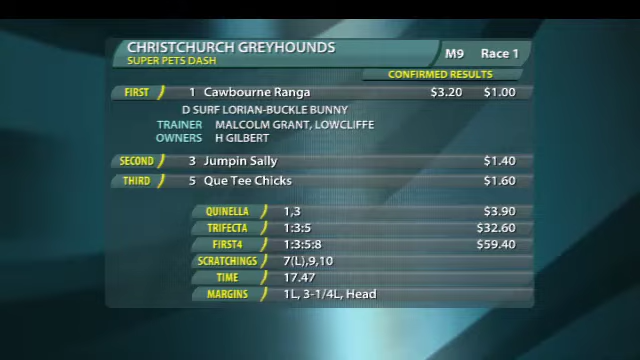 CHRISTCHURCH GREYHOUNDS
SUPER PETS DASH
M9 Race 1
CONFIRMED RESULTS
FIRST 1 Cawbourne Ranga $3.20 $1.00
D SURF LORIAN-BUCKLE BUNNY
TRAINER MALCOLM GRANT, LOWCLIFFE
OWNERS H GILBERT
SECOND 3 Jumpin Sally $1.40
THIRD 5 Que Tee Chicks $1.60
QUINELLA 1,3 $3.90
TRIFECTA 1:3:5 $32.60
FIRST4 1:3:5:8 $59.40
SCRATCHINGS 7(L),9,10
TIME 17.47
MARGINS 1L, 3-1/4L, Head